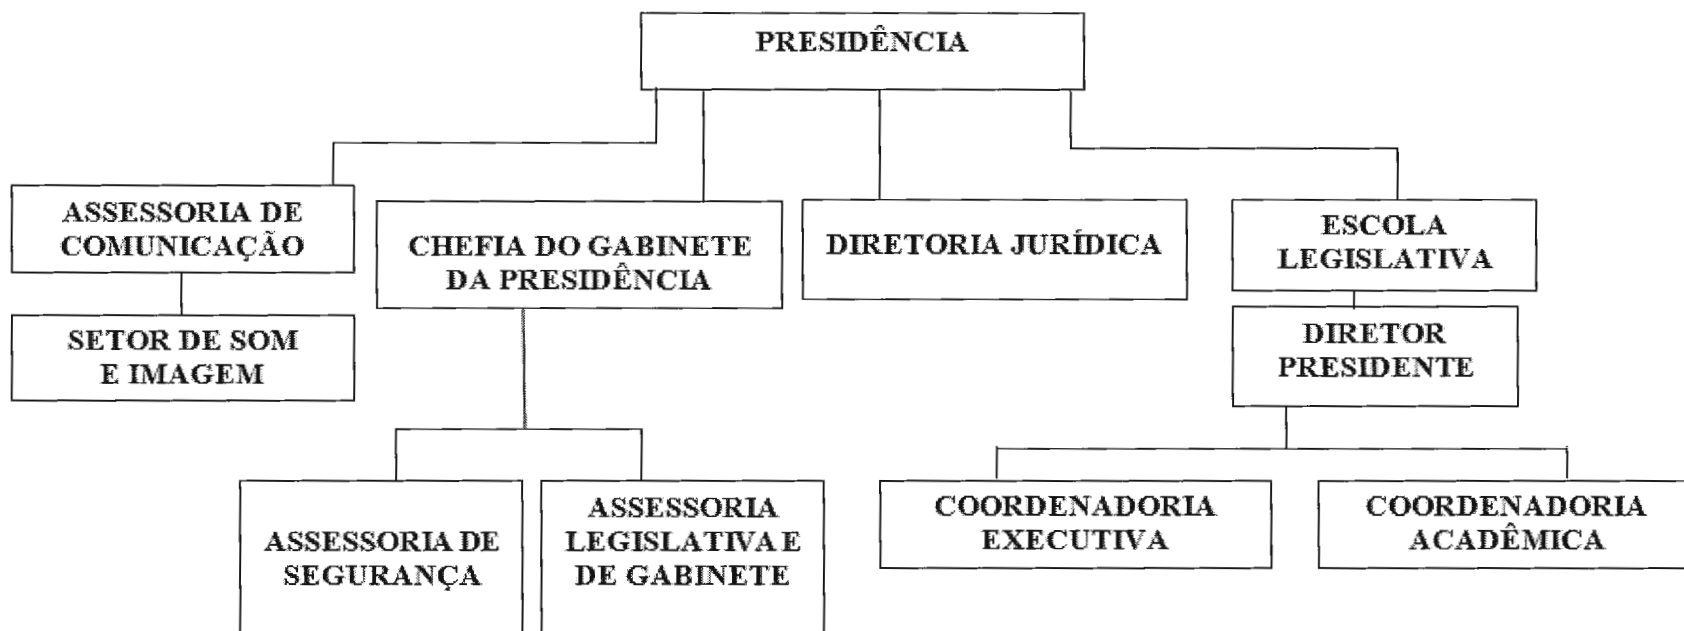 PRESIDÊNCIA
ASSESSORIA DE
COMUNICAÇÃO
CHEFIA DO GABINETE
DA PRESIDÊNCIA
DIRETORIA JURÍDICA
ESCOLA
LEGISLATIVA
SETOR DE SOM
E IMAGEM
DIRETOR
PRESIDENTE
ASSESSORIA DE
SEGURANÇA
ASSESSORIA
LEGISLATIVA E
DE GABINETE
COORDENADORIA
EXECUTIVA
COORDENADORIA
ACADÊMICA